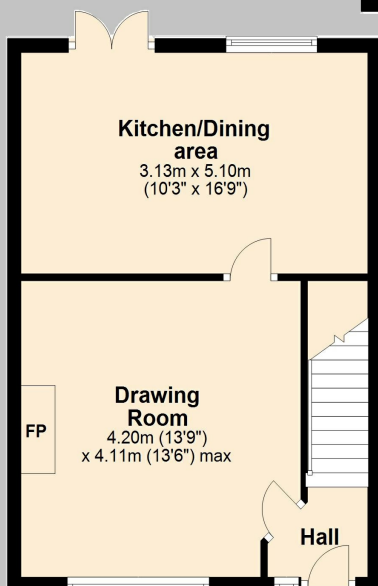 Kitchen/Dining
area
3.13m x 5.10m
(10'3" x 16'9")
Drawing
Room
4.20m (13'9")
x 4.11m (13'6") max
FP
Hall